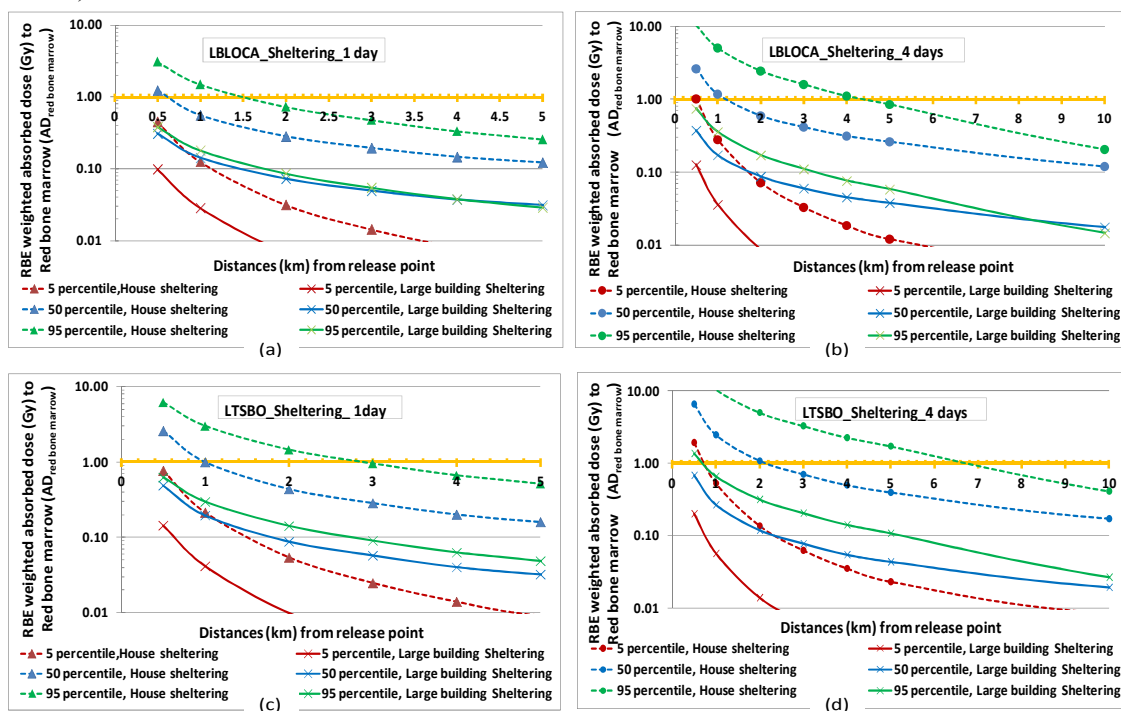 RBE weighted absorbed dose (Gy) to
Red bone marrow (AD red bone marrow)
10.00
1.00
0.10
0.01
LBLOCA_Sheltering_1 day
0 0.5 1 1.5 2 2.5 3 3.5 4 4.5 5
Distances (km) from release point
5 percentile,House sheltering
5 percentile, Large building Sheltering
50 percentile, House sheltering
50 percentile, Large building Sheltering
95 percentile, House sheltering
95 percentile, Large building Sheltering
(a)
RBE weighted absorbed dose (Gy) to
Red bone marrow (AD red bone marrow)
10.00
1.00
0.10
0.01
LBLOCA_Sheltering_4 days
0 1 2 3 4 5 6 7 8 9 10
Distances (km) from release point
5 percentile, House sheltering
5 percentile, Large building Sheltering
50 percentile, House sheltering
50 percentile, Large building Sheltering
95 percentile, House sheltering
95 percentile, Large building Sheltering
(b)
RBE weighted absorbed dose (Gy) to
Red bone marrow (AD red bone marrow)
10.00
1.00
0.10
0.01
LTSBO_Sheltering_ 1day
0 1 2 3 4 5
Distances (km) from release point
5 percentile,House sheltering
5 percentile, Large building Sheltering
50 percentile, House sheltering
50 percentile, Large building Sheltering
95 percentile, House sheltering
95 percentile, Large building Sheltering
(c)
RBE weighted absorbed dose (Gy) to
Red bone marrow (AD red bone marrow)
10.00
1.00
0.10
0.01
LTSBO_Sheltering_4 days
0 1 2 3 4 5 6 7 8 9 10
Distances (km) from release point
5 percentile, House sheltering
5 percentile, Large building Sheltering
50 percentile, House sheltering
50 percentile, Large building Sheltering
95 percentile, House sheltering
95 percentile, Large building Sheltering
(d)